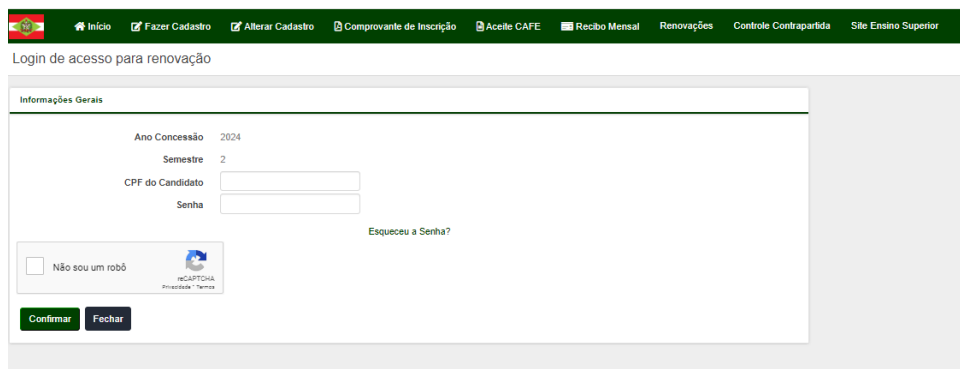 Início Fazer Cadastro Alterar Cadastro Comprovante de Inscrição Aceite CAFE Recibo Mensal Renovações Controle Contrapartida Site Ensino Superior
Login de acesso para renovação
Informações Gerais
Ano Concessão 2024
Semestre 2
CPF do Candidato
Senha
Esqueceu a Senha?
Não sou um robô
reCAPTCHA
Privacidade - Termos
Confirmar Fechar